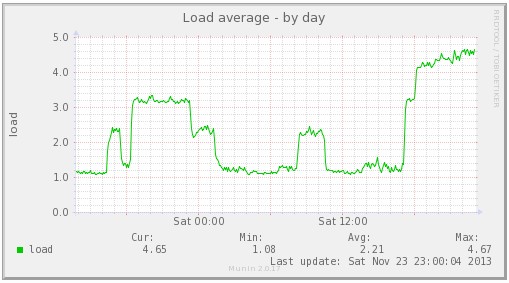 Load average - by day
RRDTOOL / TOBI OETIKER
load
5.0
4.0
3.0
2.0
1.0
0.0
Sat 00:00 Sat 12:00
Cur: Min: Avg: Max:
load 4.65 1.08 2.21 4.67
Last update: Sat Nov 23 23:00:04 2013
Munin 2.0.17